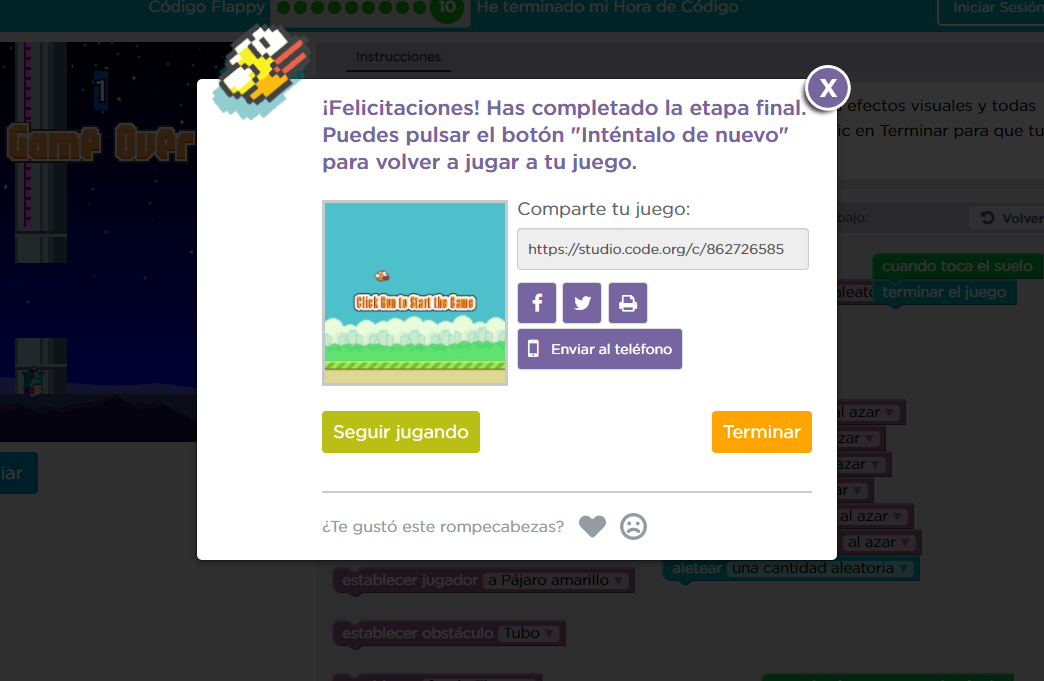 Código Flappy
10
He terminado mi Hora de Código
Iniciar Sesión
Instrucciones
1
Game Over
X
¡Felicitaciones! Has completado la etapa final.
Puedes pulsar el botón "Inténtalo de nuevo"
para volver a jugar a tu juego.
efectos visuales y todas
ic en Terminar para que tu
Comparte tu juego:
https://studio.code.org/c/862726585
bajo:
Volver
cuando toca el suelo
aleato
terminar el juego
Click Run to Start the Game
Enviar al teléfono
al azar
zar
azar
ar
al azar
al azar
Seguir jugando
Terminar
iar
¿Te gustó este rompecabezas?
aletear una cantidad aleatoria
establecer jugador a Pájaro amarillo
establecer obstáculo Tubo